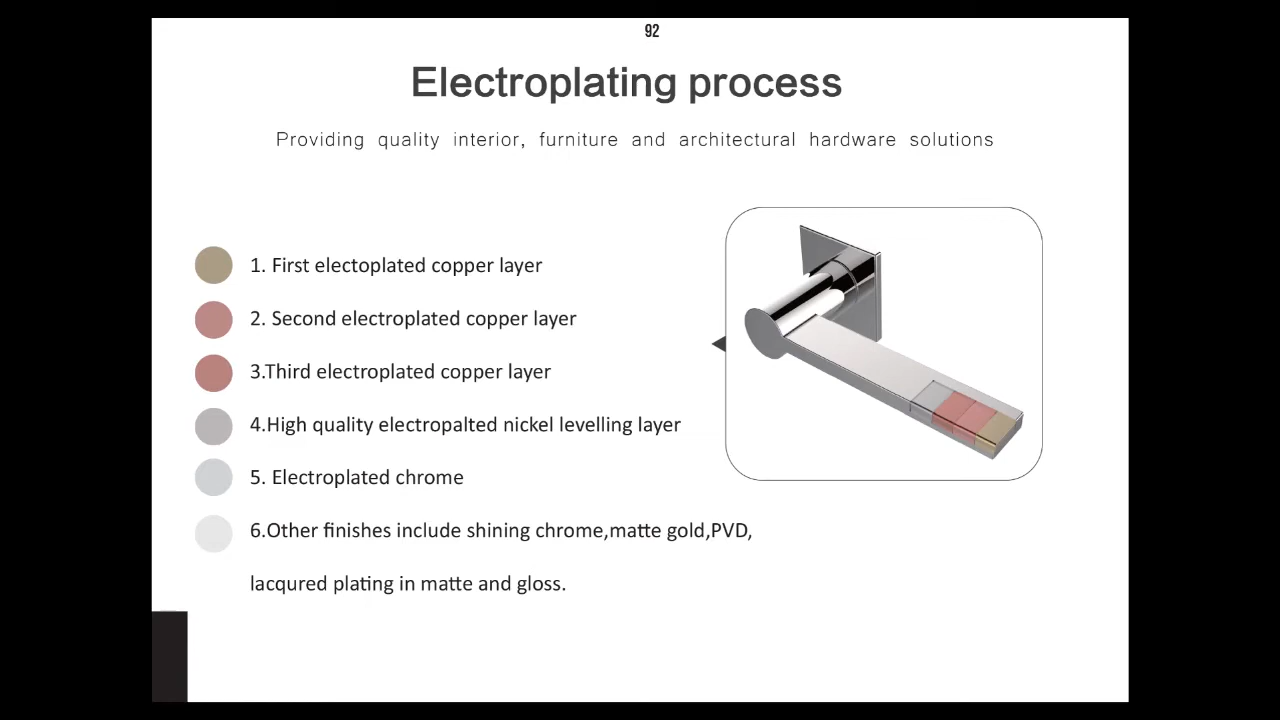 92
Electroplating process
Providing quality interior, furniture and architectural hardware solutions
1. First electoplated copper layer
2. Second electroplated copper layer
3.Third electroplated copper layer
4.High quality electropalted nickel levelling layer
5. Electroplated chrome
6.Other finishes include shining chrome,matte gold,PVD,
lacqured plating in matte and gloss.